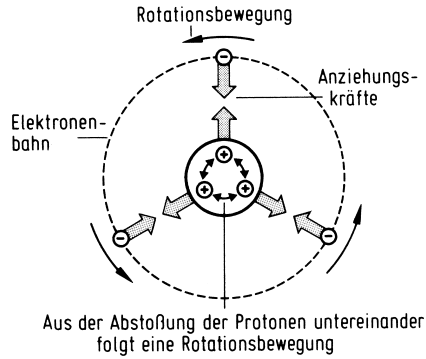 Rotationsbewegung
Anziehungs-
kräfte
Elektronen-
bahn
Aus der Abstoßung der Protonen untereinander
folgt eine Rotationsbewegung